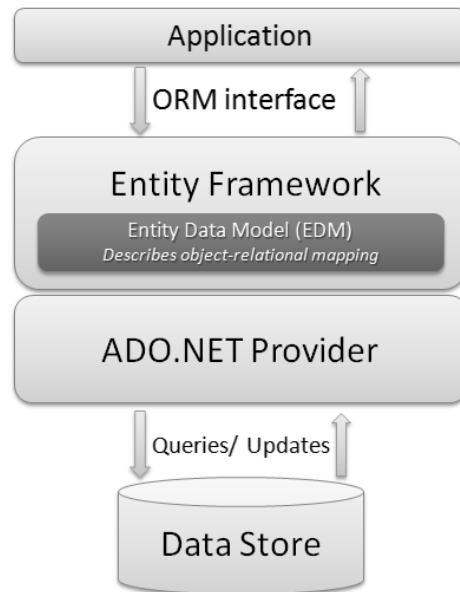 Application
ORM interface
Entity Framework
Entity Data Model (EDM)
Describes object-relational mapping
ADO.NET Provider
Queries/ Updates
Data Store